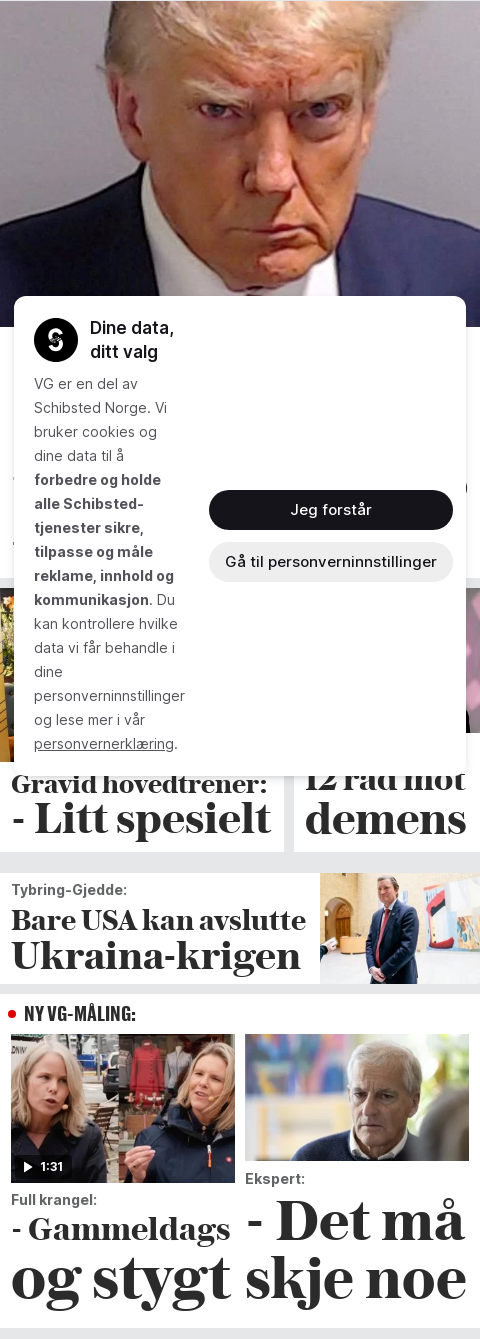 Dine data,
ditt valg
VG er en del av
Schibsted Norge. Vi
bruker cookies og
dine data til å
forbedre og holde
alle Schibsted-
tjenester sikre,
tilpasse og måle
reklame, innhold og
kommunikasjon. Du
kan kontrollere hvilke
data vi får behandle i
dine
personverninnstillinger
og lese mer i vår
personvernerklæring.
Jeg forstår
Gå til personverninnstillinger
Gravid hovedtrener:
- Litt spesielt
12 råd mot
demens
Tybring-Gjedde:
Bare USA kan avslutte
Ukraina-krigen
NY VG-MÅLING:
1:31
Full krangel:
- Gammeldags
og stygt
Ekspert:
- Det må
skje noe